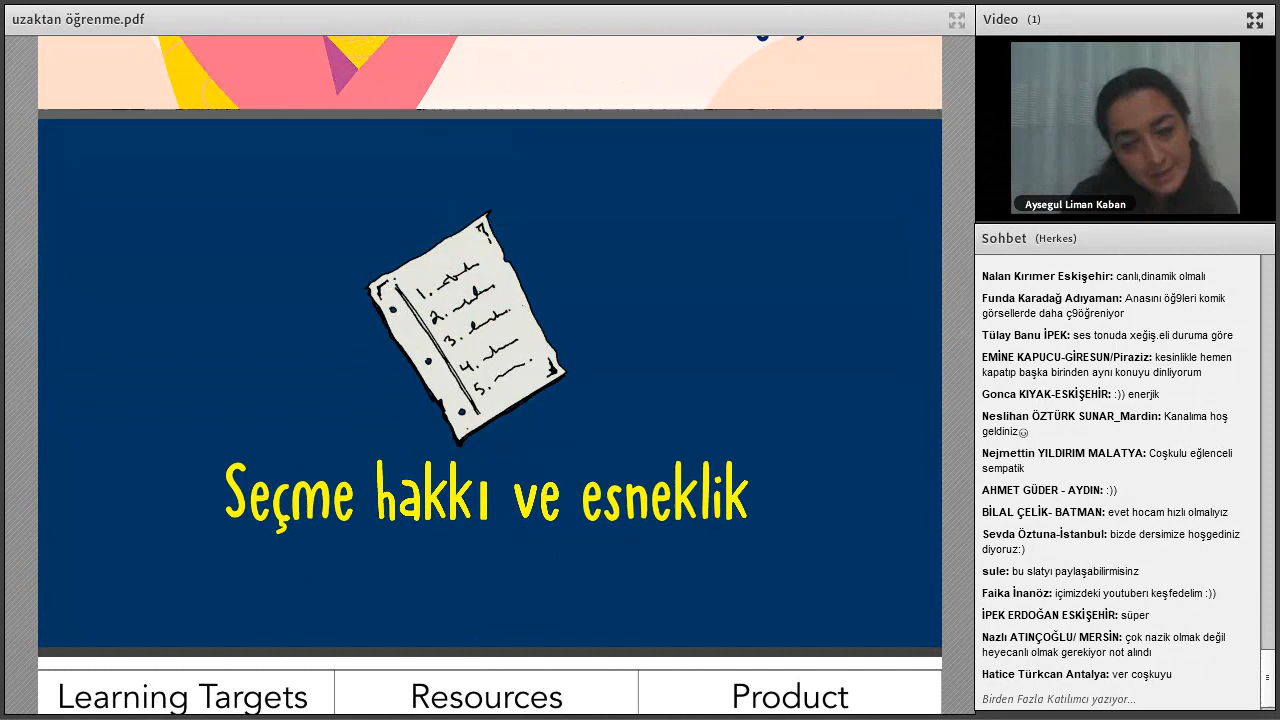 uzaktan öğrenme.pdf
Seçme hakkı ve esneklik
Learning Targets
Resources
Product
Video (1)
Aysegul Liman Kaban
Sohbet (Herkes)
Nalan Kırımer Eskişehir: canlı,dinamik olmalı
Funda Karadağ Adıyaman: Anasını öğ9leri komik
görsellerde daha ç9öğreniyor
Tülay Banu İPEK: ses tonuda xeğiş.eli duruma göre
EMİNE KAPUCU-GİRESUN/Piraziz: kesinlikle hemen
kapatıp başka birinden aynı konuyu dinliyorum
Gonca KIYAK-ESKİŞEHİR: :)) enerjik
Neslihan ÖZTÜRK SUNAR_Mardin: Kanalıma hoş
geldiniz
Nejmettin YILDIRIM MALATYA: Coşkulu eğlenceli
sempatik
AHMET GÜDER - AYDIN: :))
BİLAL ÇELİK- BATMAN: evet hocam hızlı olmalıyız
Sevda Öztuna-İstanbul: bizde dersimize hoşgediniz
diyoruz:)
sule: bu slatyı paylaşabilirmisinz
Faika İnanöz: içimizdeki youtuberı keşfedelim :))
İPEK ERDOĞAN ESKİŞEHİR: süper
Nazlı ATINÇOĞLU/ MERSİN: çok nazik olmak değil
heyecanlı olmak gerekiyor not alındı
Hatice Türkcan Antalya: ver coşkuyu
Birden Fazla Katılımcı yazıyor...